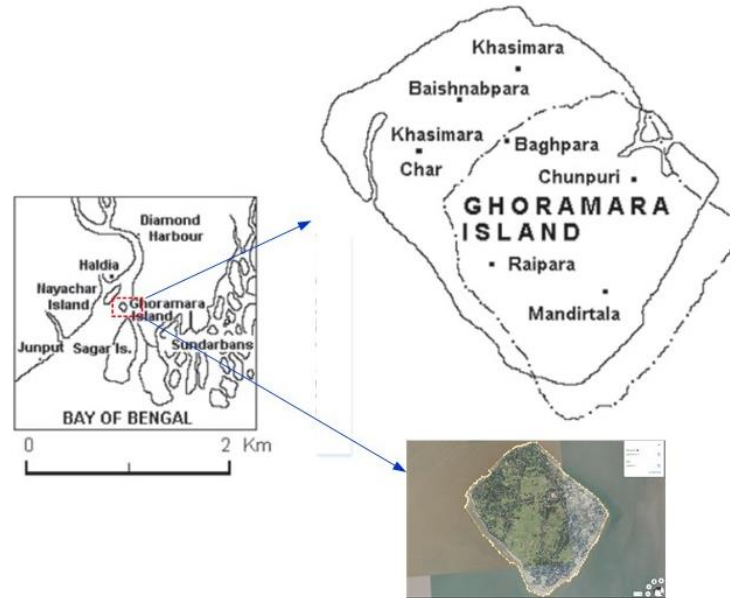 Khasimara
Baishnabpara
Khasimara
Char
Baghpara
Chunpuri
GHORAMARA
ISLAND
Raipara
Mandirtala
Diamond
Harbour
Haldia
Nayachar
Island
Ghoramara
Island
Junput
Sagar Is.
Sundarbans
BAY OF BENGAL
0 2 Km